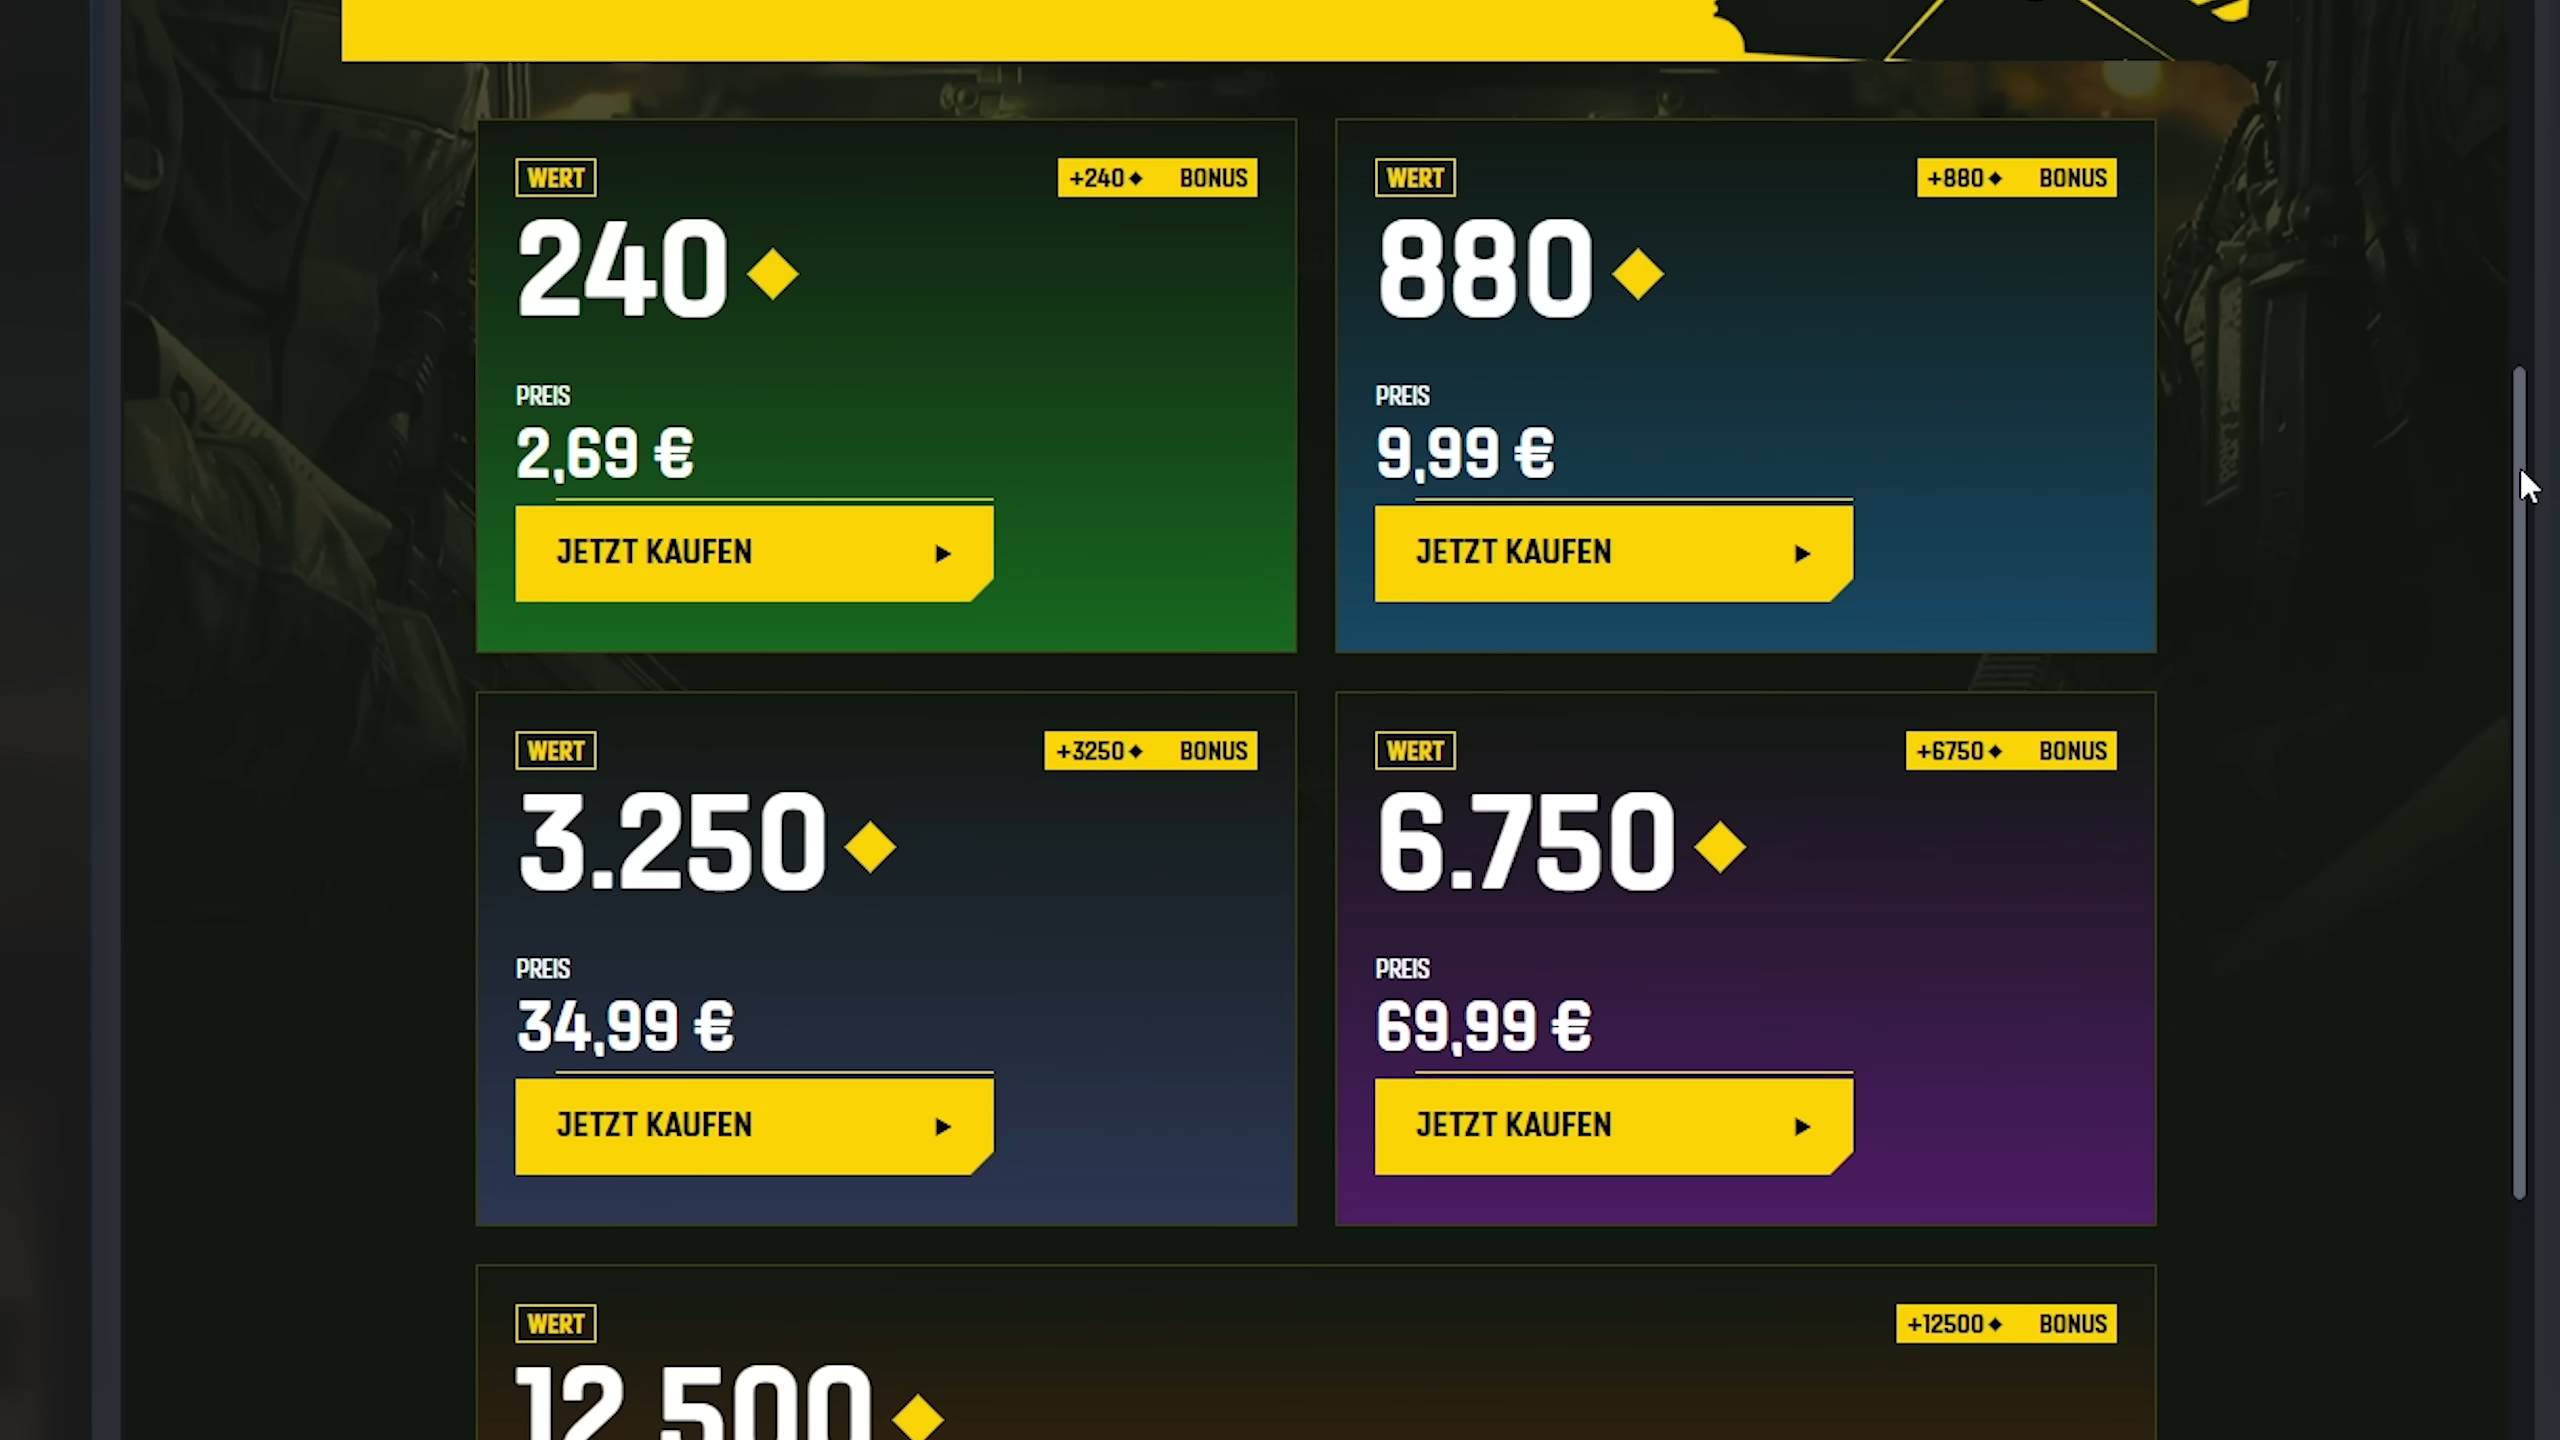 WERT
+240◆ BONUS
240◆
PREIS
2,69 €
JETZT KAUFEN
WERT
+880◆ BONUS
880◆
PREIS
9,99 €
JETZT KAUFEN
WERT
+3250◆ BONUS
3.250◆
PREIS
34,99 €
JETZT KAUFEN
WERT
+6750◆ BONUS
6.750◆
PREIS
69,99 €
JETZT KAUFEN
WERT
+12500◆ BONUS
12.500◆